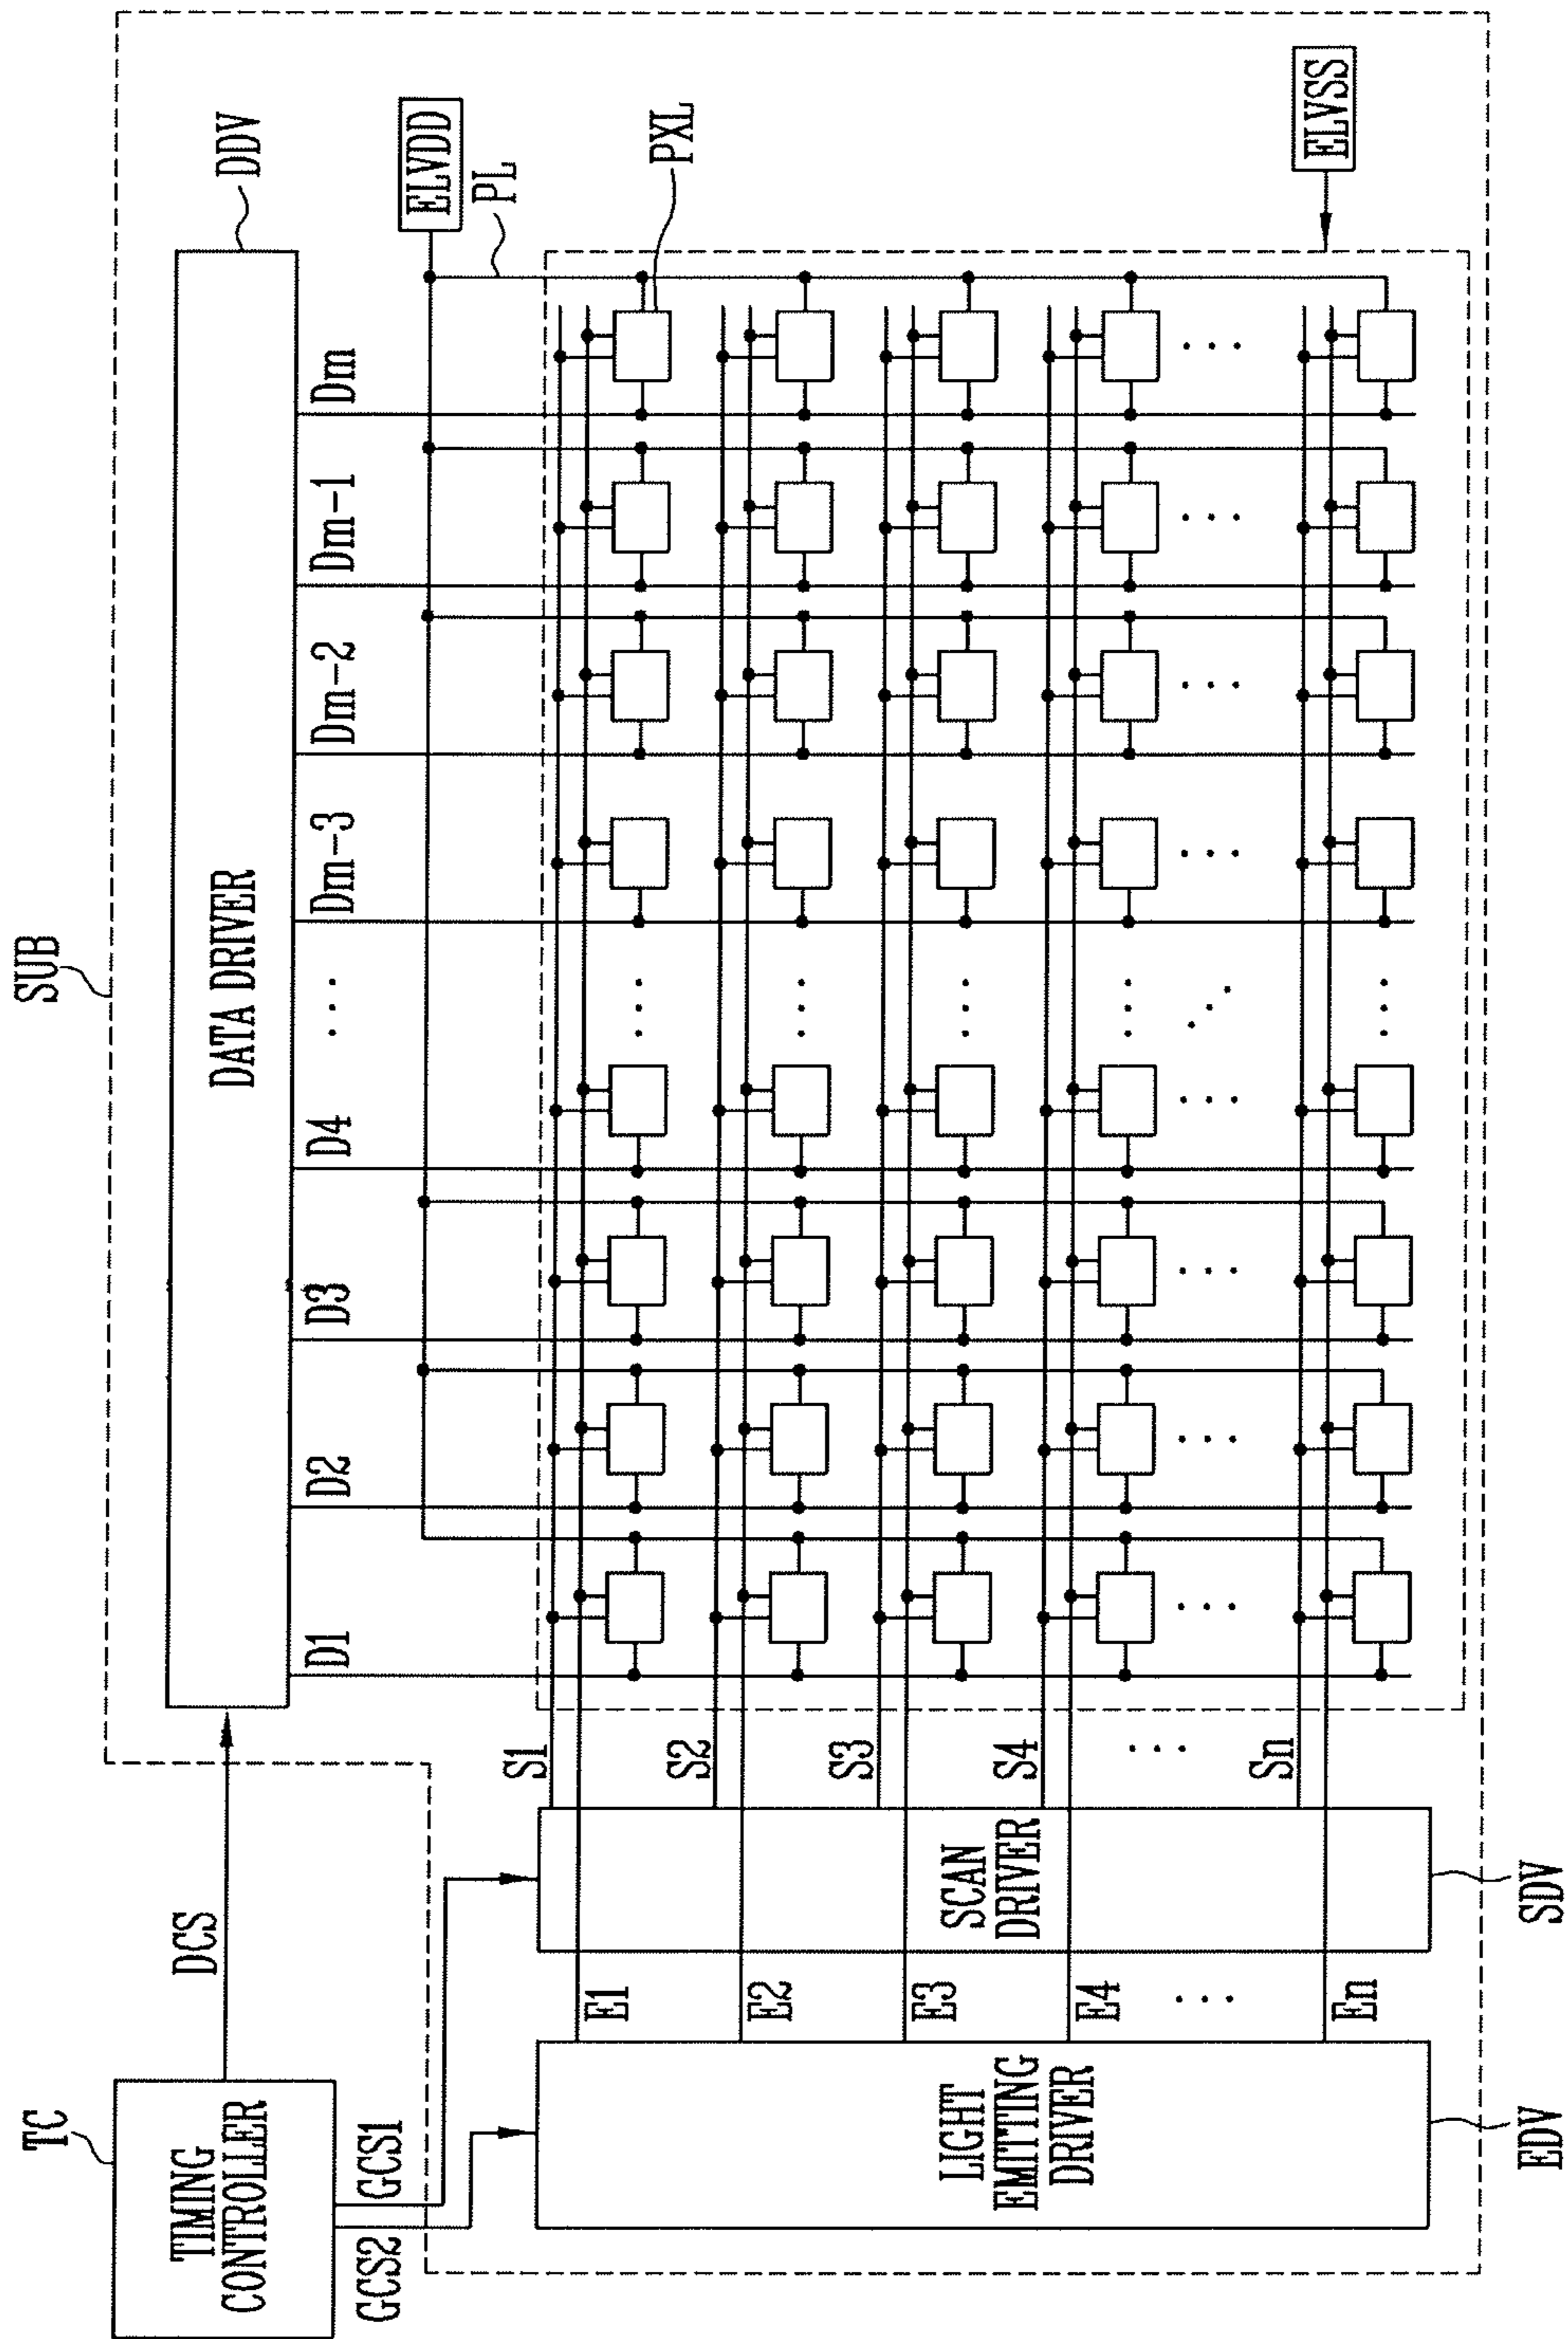 SUB
TC
TIMING
CONTROLLER
DCS
DATA DRIVER
DDV
GCS1
GCS2
D1
D2
D3
D4
...
Dm-3
Dm-2
Dm-1
Dm
ELVDD
PL
PXL
ELVSS
LIGHT
EMITTING
DRIVER
EDV
SCAN
DRIVER
SDV
E1
E2
E3
E4
...
En
S1
S2
S3
S4
...
Sn